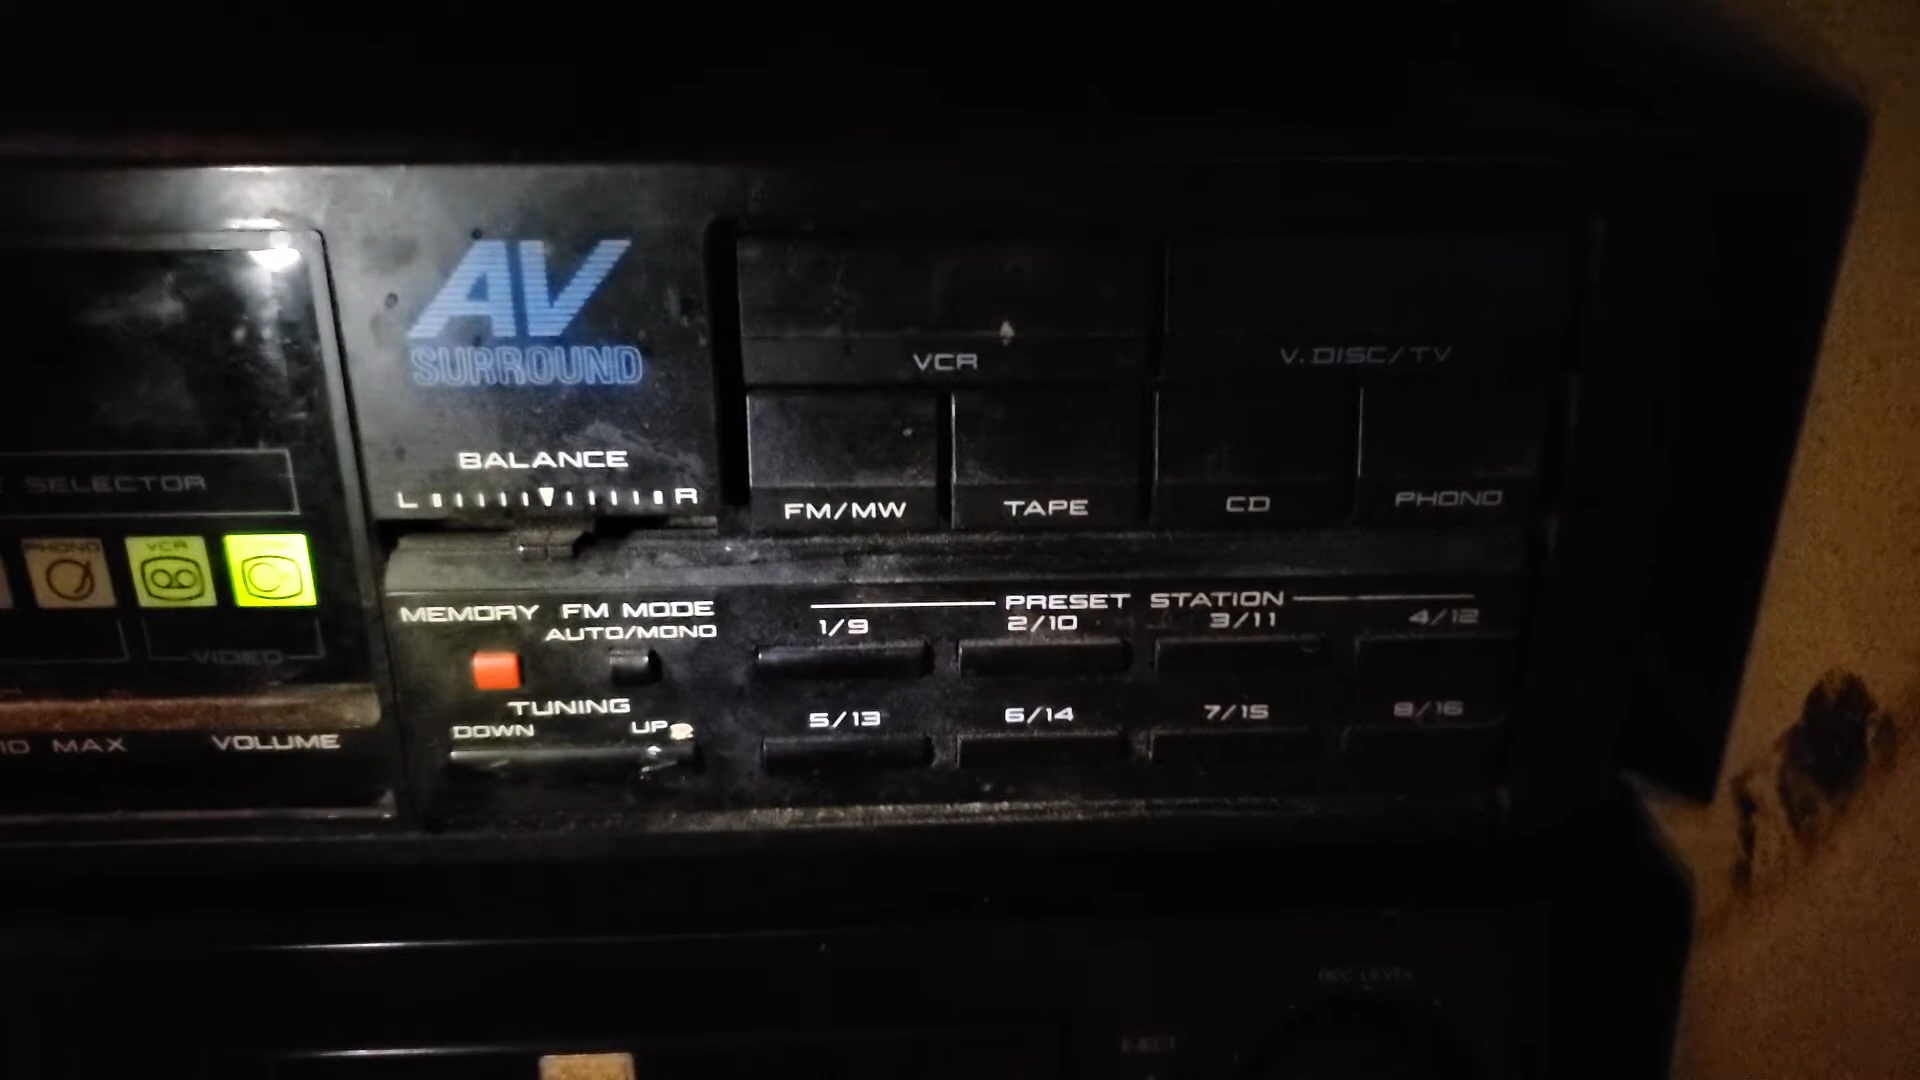 AV
SURROUND
VCR
V.DISC/TV
BALANCE
L R
FM/MW
TAPE
CD
PHONO
SELECTOR
PHONO
VCR
VIDEO
10 MAX
VOLUME
MEMORY
FM MODE
AUTO/MONO
TUNING
DOWN
UP
PRESET STATION
1/9
2/10
3/11
4/12
5/13
6/14
7/15
8/16
REC LEVEL
EJECT